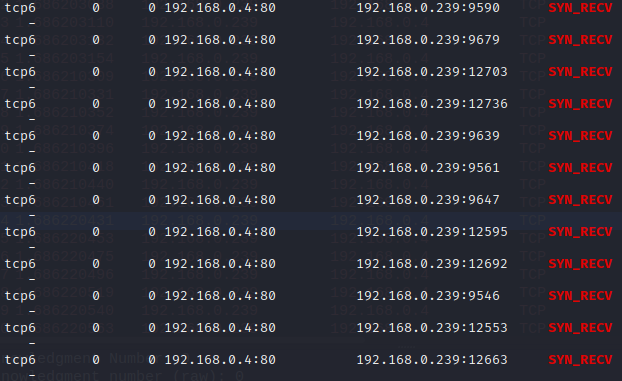 tcp6 0 0 192.168.0.4:80 192.168.0.239:9590 SYN_RECV
-
tcp6 0 0 192.168.0.4:80 192.168.0.239:9679 SYN_RECV
-
tcp6 0 0 192.168.0.4:80 192.168.0.239:12703 SYN_RECV
-
tcp6 0 0 192.168.0.4:80 192.168.0.239:12736 SYN_RECV
-
tcp6 0 0 192.168.0.4:80 192.168.0.239:9639 SYN_RECV
-
tcp6 0 0 192.168.0.4:80 192.168.0.239:9561 SYN_RECV
-
tcp6 0 0 192.168.0.4:80 192.168.0.239:9647 SYN_RECV
-
tcp6 0 0 192.168.0.4:80 192.168.0.239:12595 SYN_RECV
-
tcp6 0 0 192.168.0.4:80 192.168.0.239:12692 SYN_RECV
-
tcp6 0 0 192.168.0.4:80 192.168.0.239:9546 SYN_RECV
-
tcp6 0 0 192.168.0.4:80 192.168.0.239:12553 SYN_RECV
-
tcp6 0 0 192.168.0.4:80 192.168.0.239:12663 SYN_RECV
-